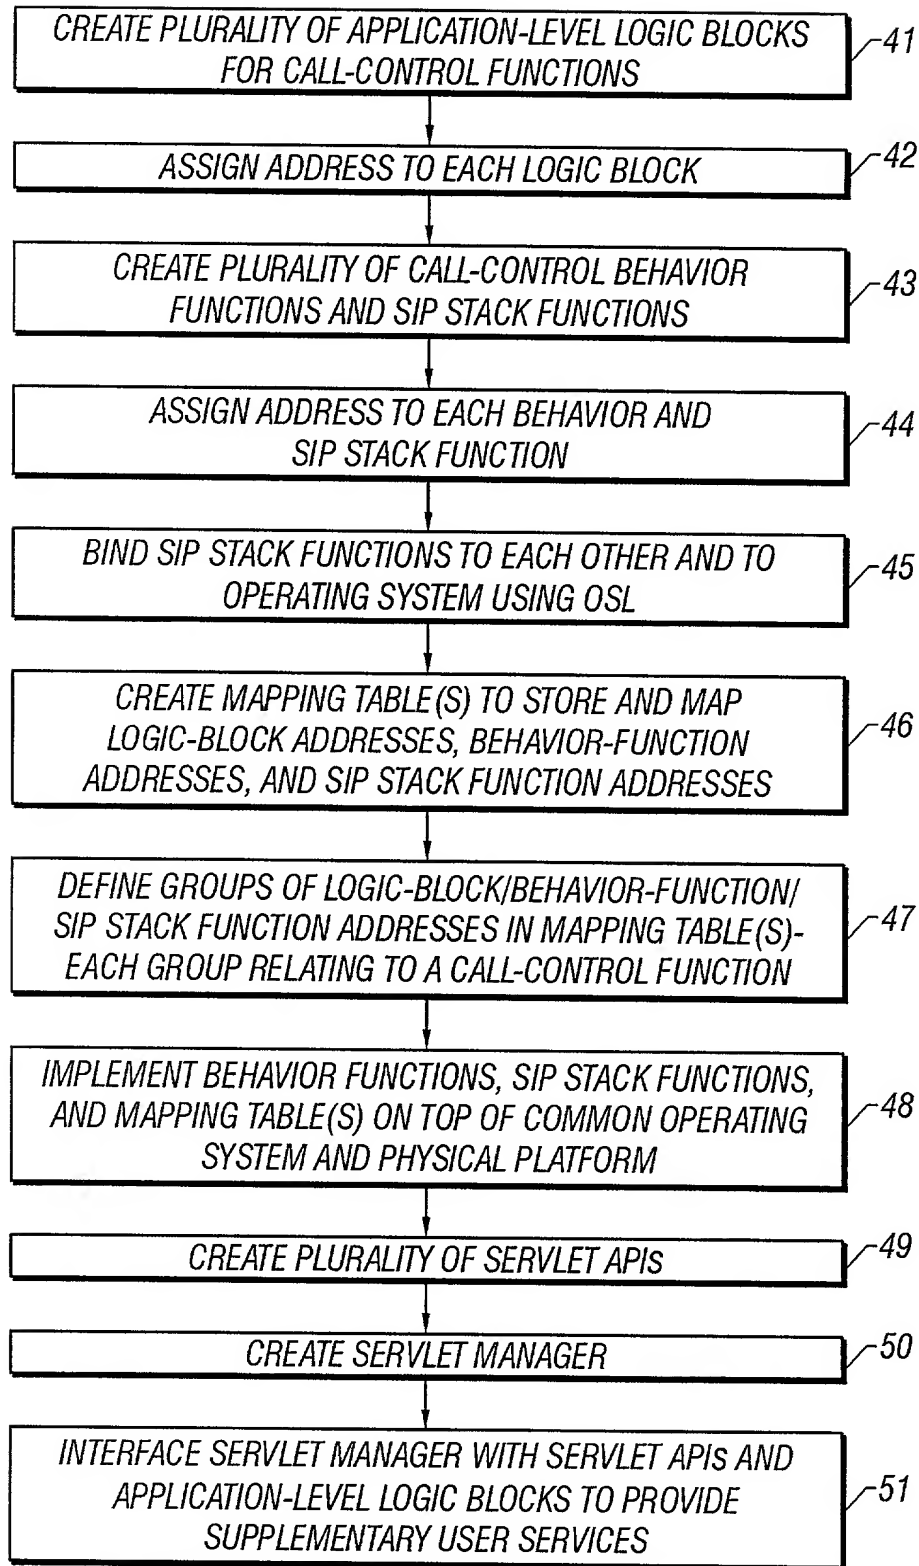 CREATE PLURALITY OF APPLICATION-LEVEL LOGIC BLOCKS
FOR CALL-CONTROL FUNCTIONS
41
ASSIGN ADDRESS TO EACH LOGIC BLOCK
42
CREATE PLURALITY OF CALL-CONTROL BEHAVIOR
FUNCTIONS AND SIP STACK FUNCTIONS
43
ASSIGN ADDRESS TO EACH BEHAVIOR AND
SIP STACK FUNCTION
44
BIND SIP STACK FUNCTIONS TO EACH OTHER AND TO
OPERATING SYSTEM USING OSL
45
CREATE MAPPING TABLE(S) TO STORE AND MAP
LOGIC-BLOCK ADDRESSES, BEHAVIOR-FUNCTION
ADDRESSES, AND SIP STACK FUNCTION ADDRESSES
46
DEFINE GROUPS OF LOGIC-BLOCK/BEHAVIOR-FUNCTION/
SIP STACK FUNCTION ADDRESSES IN MAPPING TABLE(S)-
EACH GROUP RELATING TO A CALL-CONTROL FUNCTION
47
IMPLEMENT BEHAVIOR FUNCTIONS, SIP STACK FUNCTIONS,
AND MAPPING TABLE(S) ON TOP OF COMMON OPERATING
SYSTEM AND PHYSICAL PLATFORM
48
CREATE PLURALITY OF SERVLET APIs
49
CREATE SERVLET MANAGER
50
INTERFACE SERVLET MANAGER WITH SERVLET APIs AND
APPLICATION-LEVEL LOGIC BLOCKS TO PROVIDE
SUPPLEMENTARY USER SERVICES
51